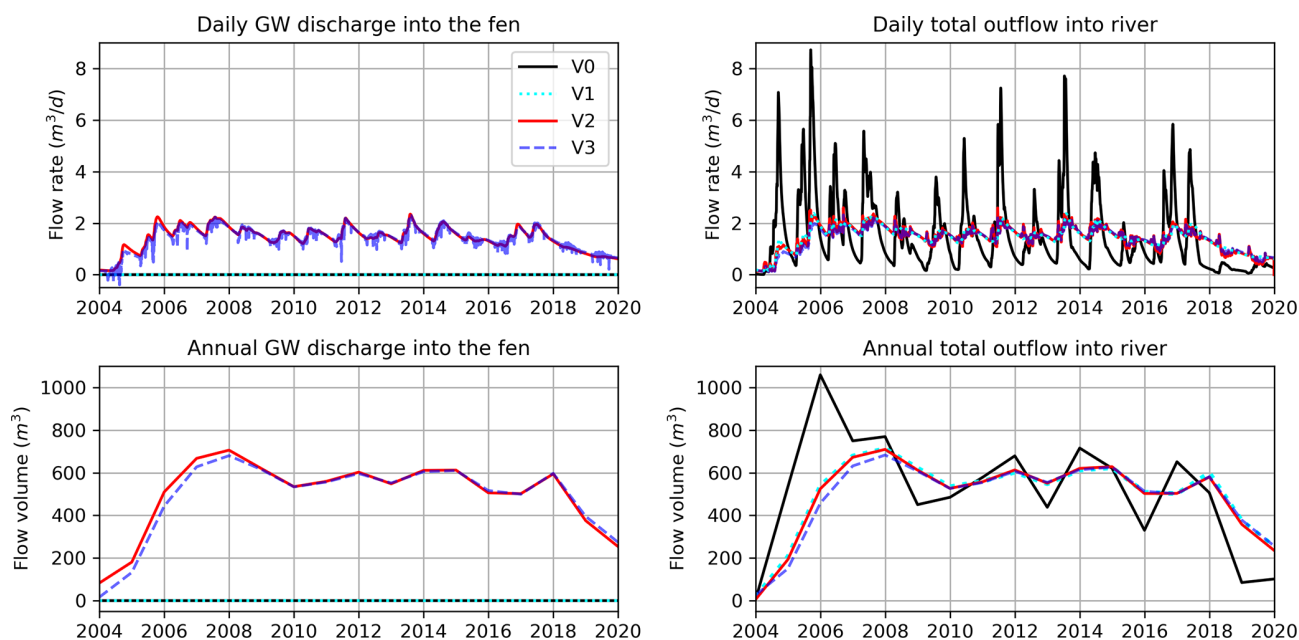 Daily GW discharge into the fen
Flow rate (m³/d)
8
6
4
2
0
V0
V1
V2
V3
2004 2006 2008 2010 2012 2014 2016 2018 2020
Daily total outflow into river
Flow rate (m³/d)
8
6
4
2
0
2004 2006 2008 2010 2012 2014 2016 2018 2020
Annual GW discharge into the fen
Flow volume (m³)
1000
800
600
400
200
0
2004 2006 2008 2010 2012 2014 2016 2018 2020
Annual total outflow into river
Flow volume (m³)
1000
800
600
400
200
0
2004 2006 2008 2010 2012 2014 2016 2018 2020